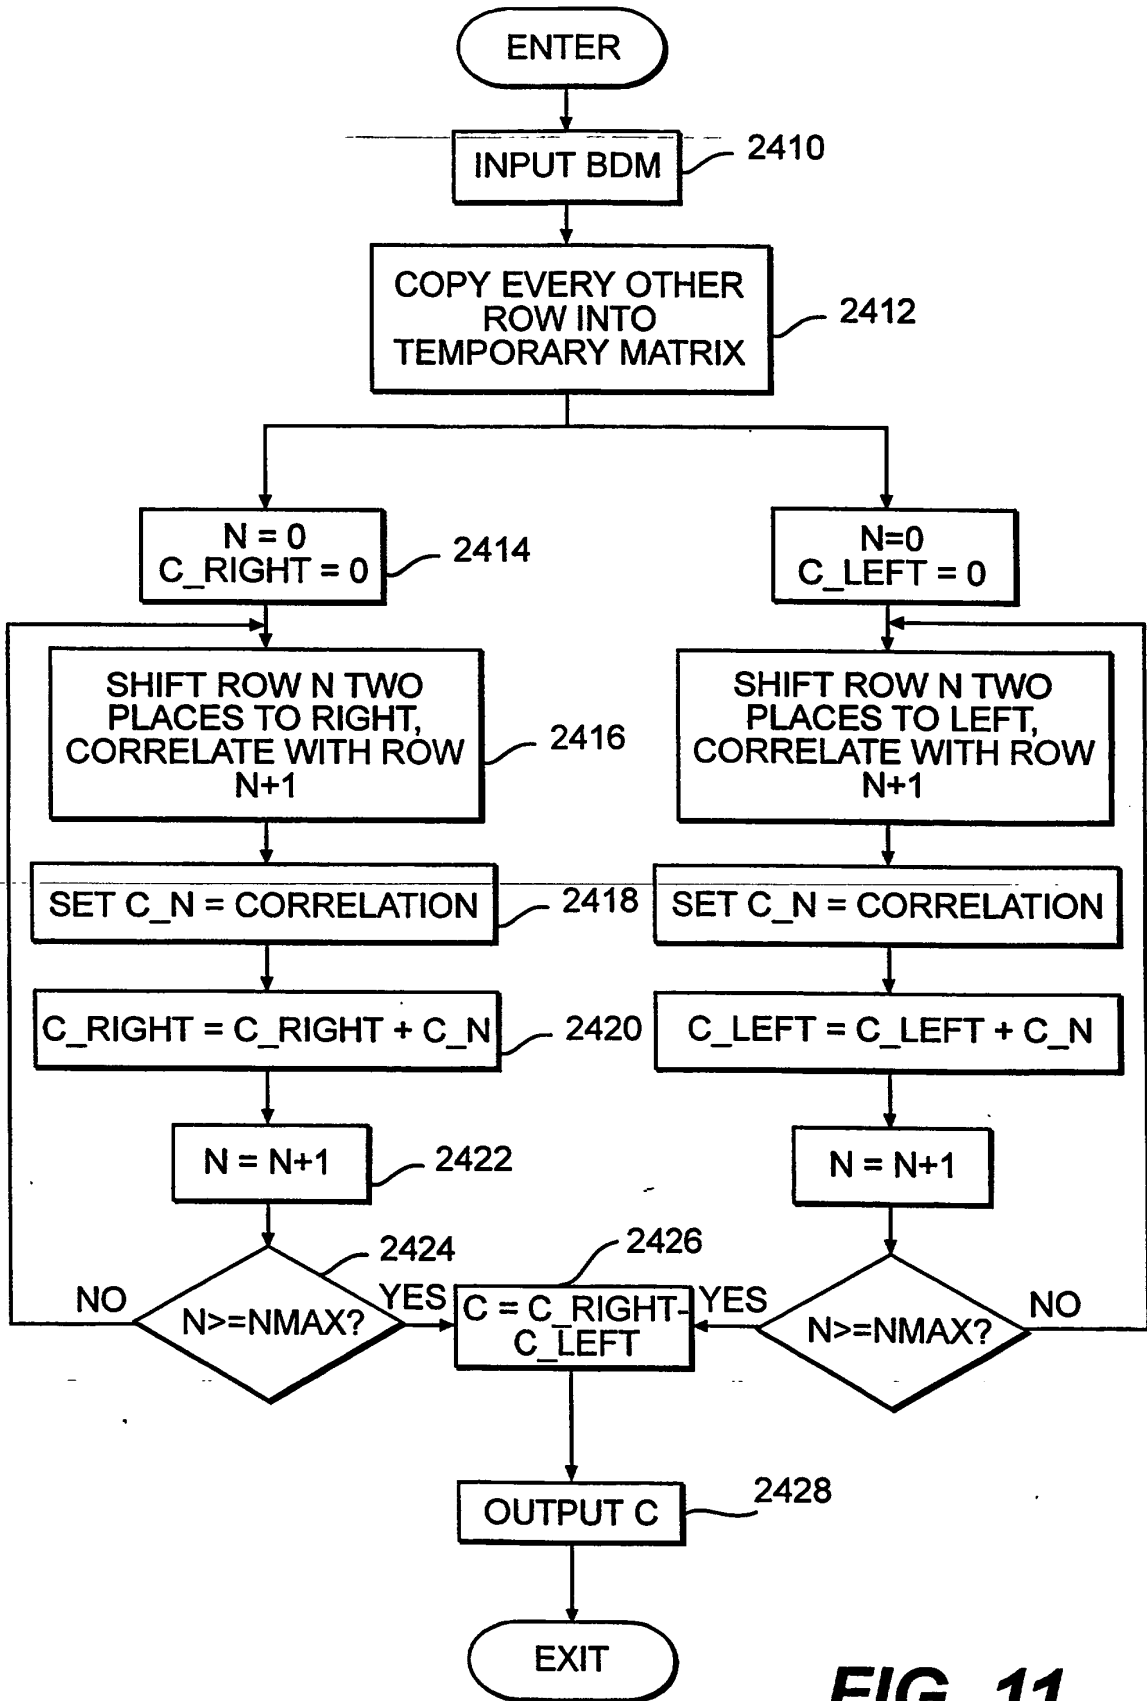 ENTER
INPUT BDM
2410
COPY EVERY OTHER
ROW INTO
TEMPORARY MATRIX
2412
N = 0
C_RIGHT = 0
2414
SHIFT ROW N TWO
PLACES TO RIGHT,
CORRELATE WITH ROW
N+1
2416
SET C_N = CORRELATION
2418
C_RIGHT = C_RIGHT + C_N
2420
N = N+1
2422
N>=NMAX?
2424
NO
YES
N=0
C_LEFT = 0
SHIFT ROW N TWO
PLACES TO LEFT,
CORRELATE WITH ROW
N+1
SET C_N = CORRELATION
C_LEFT = C_LEFT + C_N
N = N+1
N>=NMAX?
YES
NO
2426
C = C_RIGHT-
C_LEFT
OUTPUT C
2428
EXIT
FIG. 11